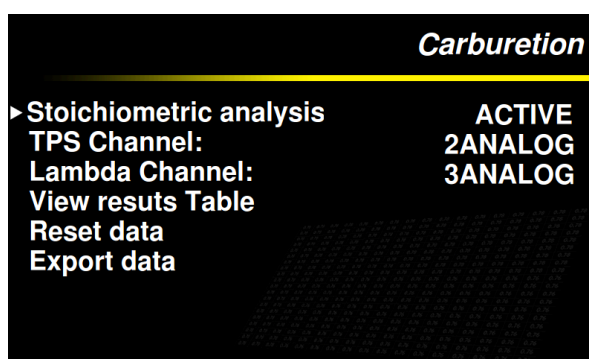 Carburetion
Stoichiometric analysis ACTIVE
TPS Channel: 2ANALOG
Lambda Channel: 3ANALOG
View resuts Table
Reset data
Export data